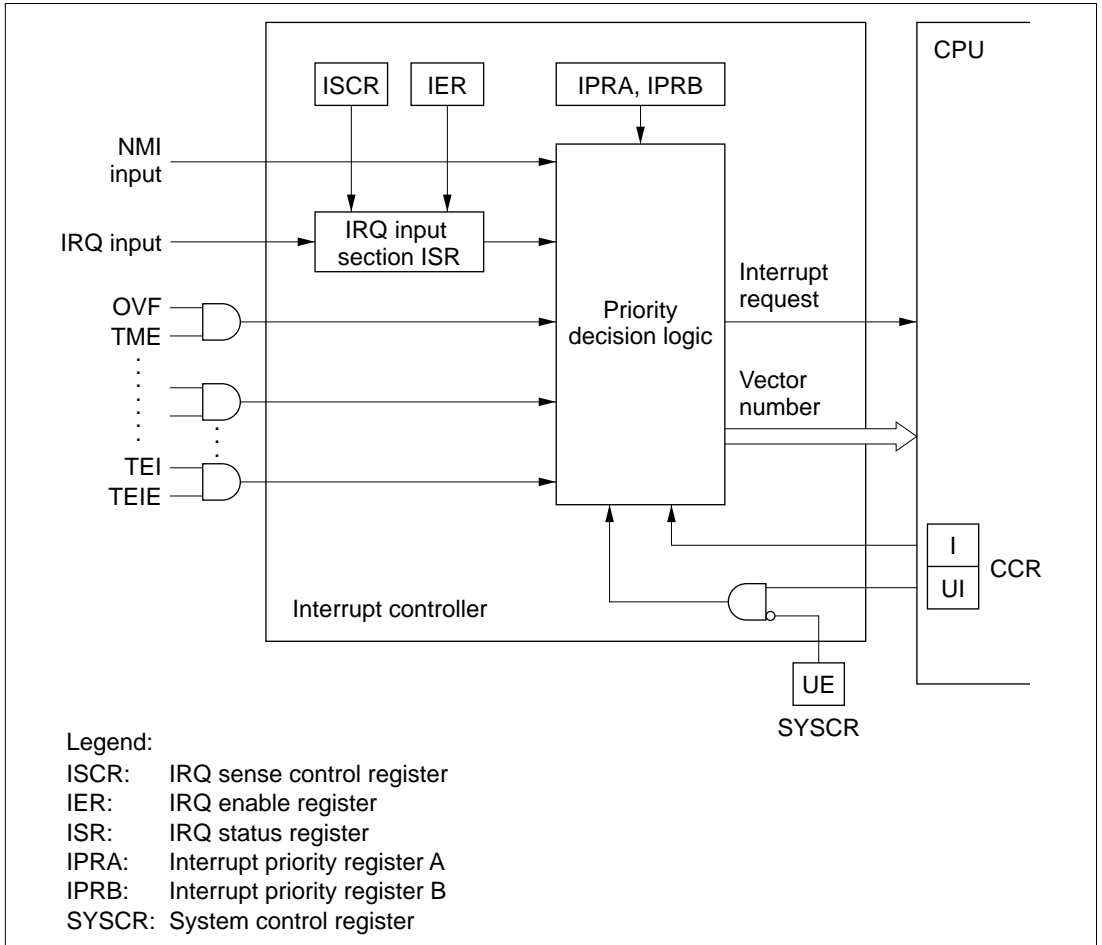 CPU
ISCR
IER
IPRA, IPRB
NMI
input
IRQ input
IRQ input
section ISR
OVF
TME
Priority
decision logic
Interrupt
request
Vector
number
TEI
TEIE
I
UI
CCR
Interrupt controller
UE
SYSCR
Legend:
ISCR: IRQ sense control register
IER: IRQ enable register
ISR: IRQ status register
IPRA: Interrupt priority register A
IPRB: Interrupt priority register B
SYSCR: System control register